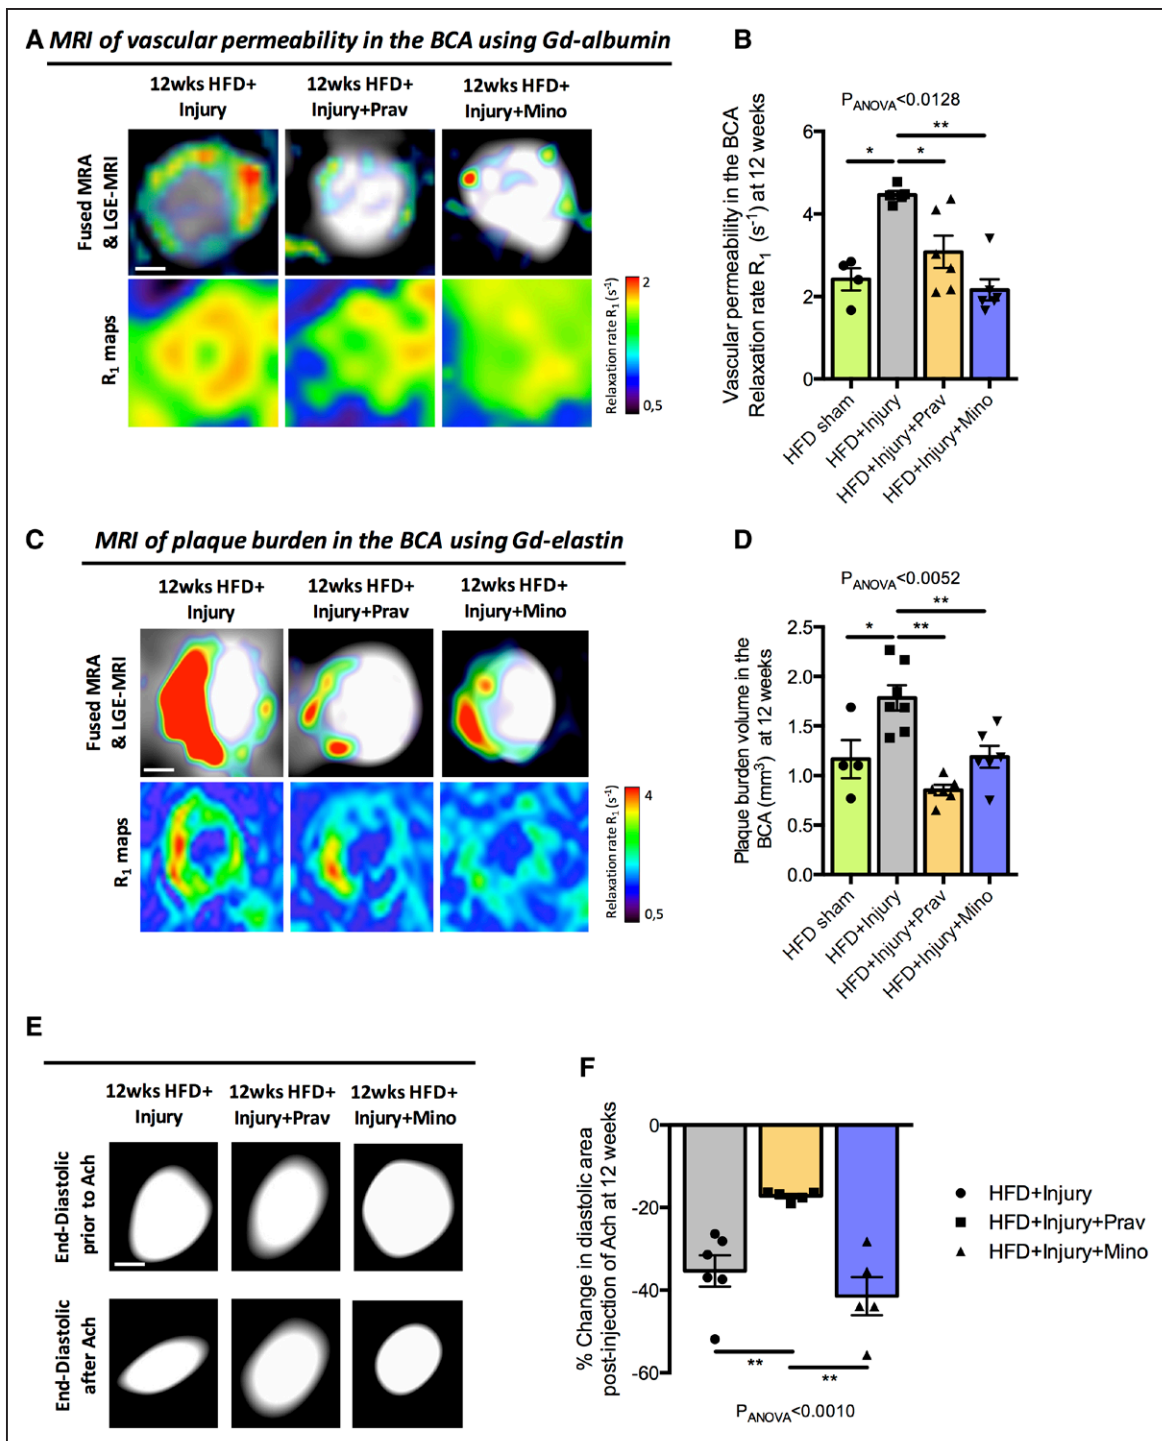 A MRI of vascular permeability in the BCA using Gd-albumin
12wks HFD+
Injury
12wks HFD+
Injury+Prav
12wks HFD+
Injury+Mino
Fused MRA
& LGE-MRI
R1 maps
2
Relaxation rate R1 (s-1)
0,5
B
PANOVA<0.0128
**
*
*
Vascular permeability in the BCA
Relaxation rate R1 (s-1) at 12 weeks
6
4
2
0
HFD sham
HFD+Injury
HFD+Injury+Prav
HFD+Injury+Mino
C MRI of plaque burden in the BCA using Gd-elastin
12wks HFD+
Injury
12wks HFD+
Injury+Prav
12wks HFD+
Injury+Mino
Fused MRA
& LGE-MRI
R1 maps
4
Relaxation rate R1 (s-1)
0,5
D
PANOVA<0.0052
**
*
**
Plaque burden volume in the
BCA (mm3) at 12 weeks
2.5
2.0
1.5
1.0
0.5
0.0
HFD sham
HFD+Injury
HFD+Injury+Prav
HFD+Injury+Mino
E
12wks HFD+
Injury
12wks HFD+
Injury+Prav
12wks HFD+
Injury+Mino
End-Diastolic
prior to Ach
End-Diastolic
after Ach
F
% Change in diastolic area
post-injection of Ach at 12 weeks
0
-20
-40
-60
**
**
PANOVA<0.0010
HFD+Injury
HFD+Injury+Prav
HFD+Injury+Mino